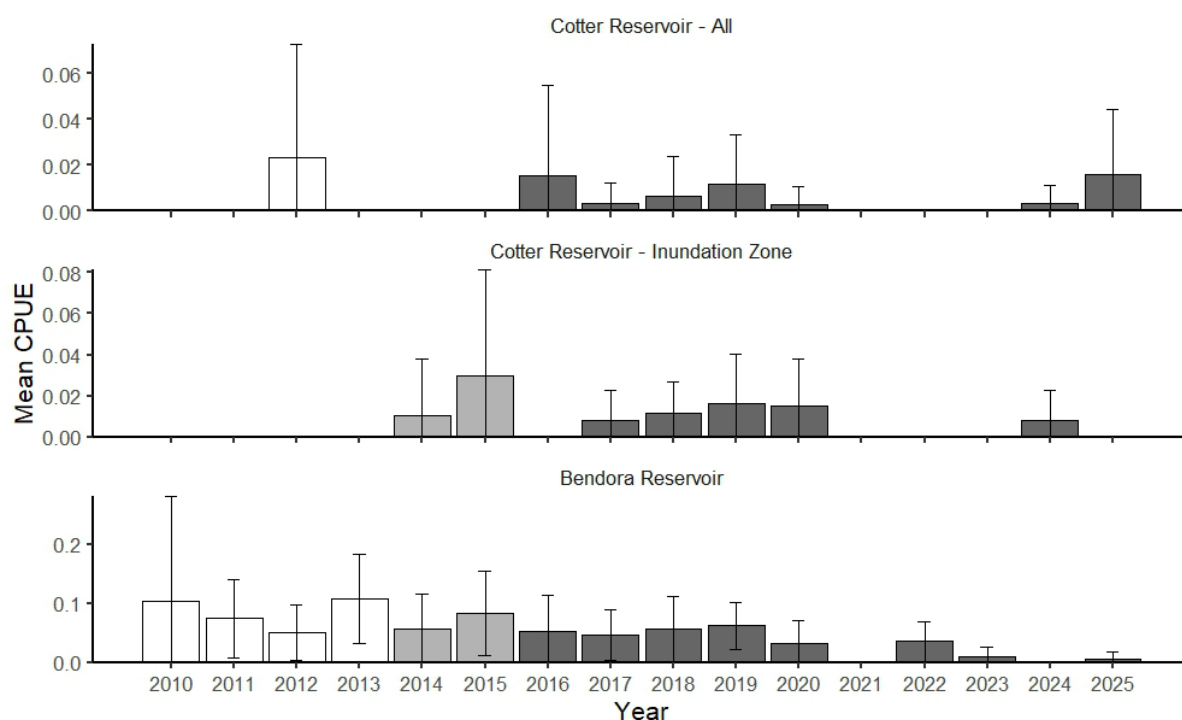 Cotter Reservoir - All
0.06
0.04
0.02
0.00
Cotter Reservoir - Inundation Zone
0.08
0.06
0.04
0.02
0.00
Mean CPUE
Bendora Reservoir
0.2
0.1
0.0
2010 2011 2012 2013 2014 2015 2016 2017 2018 2019 2020 2021 2022 2023 2024 2025
Year